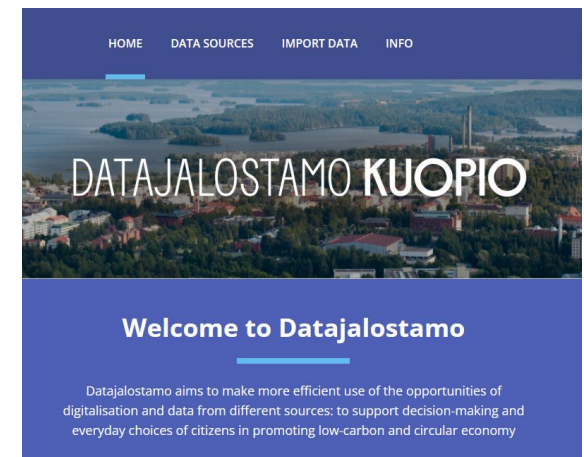 HOME DATA SOURCES IMPORT DATA INFO
DATAJALOSTAMO KUOPIO
Welcome to Datajalostamo
Datajalostamo aims to make more efficient use of the opportunities of
digitalisation and data from different sources: to support decision-making and
everyday choices of citizens in promoting low-carbon and circular economy